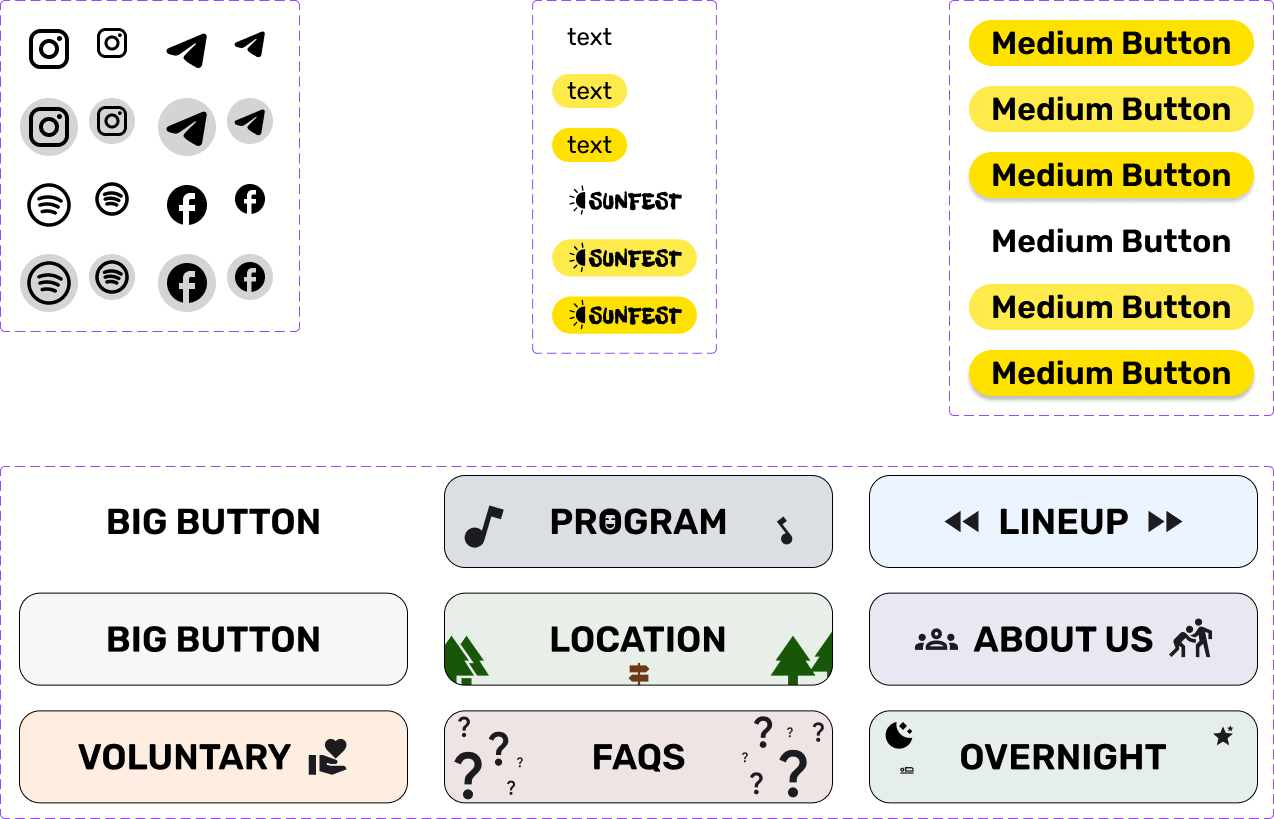 text
text
text
SUNFEST
SUNFEST
SUNFEST
Medium Button
Medium Button
Medium Button
Medium Button
Medium Button
Medium Button
BIG BUTTON
PROGRAM
LINEUP
BIG BUTTON
LOCATION
ABOUT US
VOLUNTARY
? ? ? ? ? FAQS ? ? ? ? ? ?
OVERNIGHT